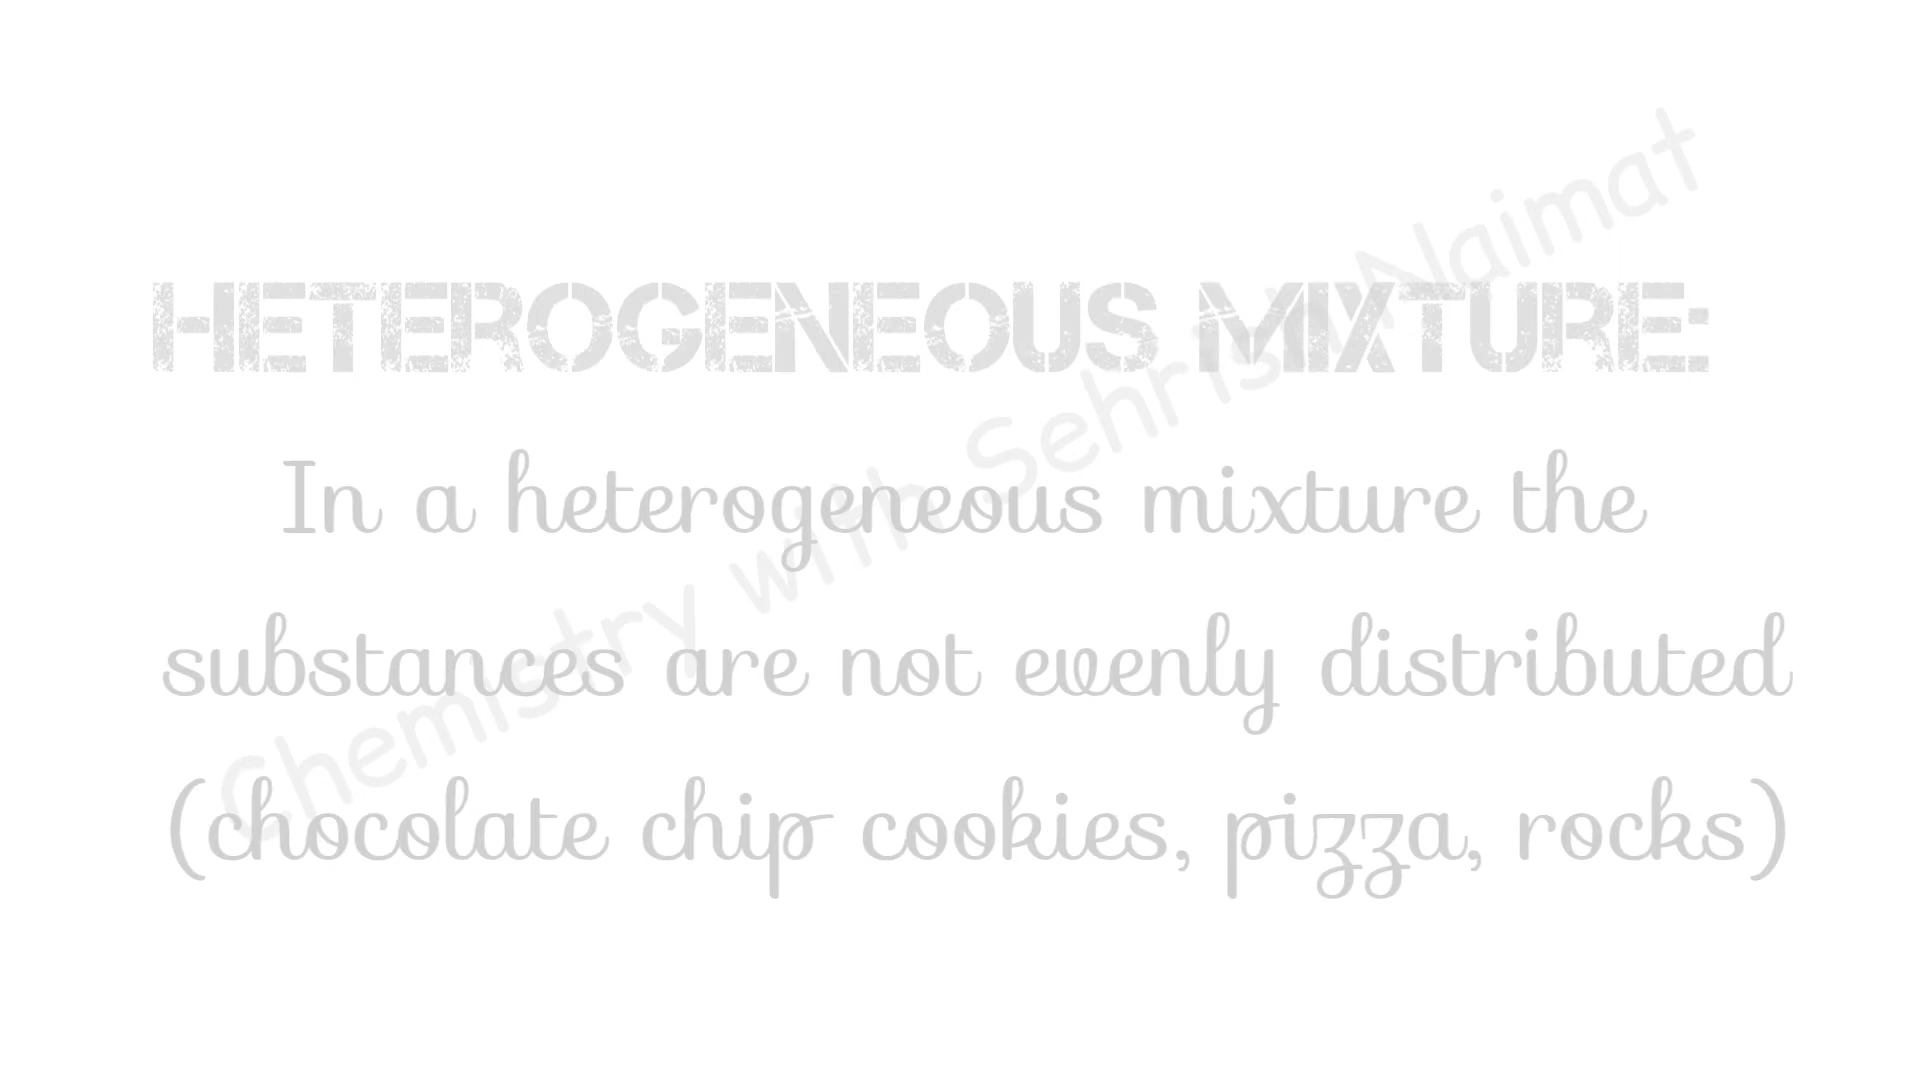 HETEROGENEOUS MIXTURE:
In a heterogeneous mixture the
substances are not evenly distributed
(chocolate chip cookies, pizza, rocks)
Chemistry with Sehrish Naimat